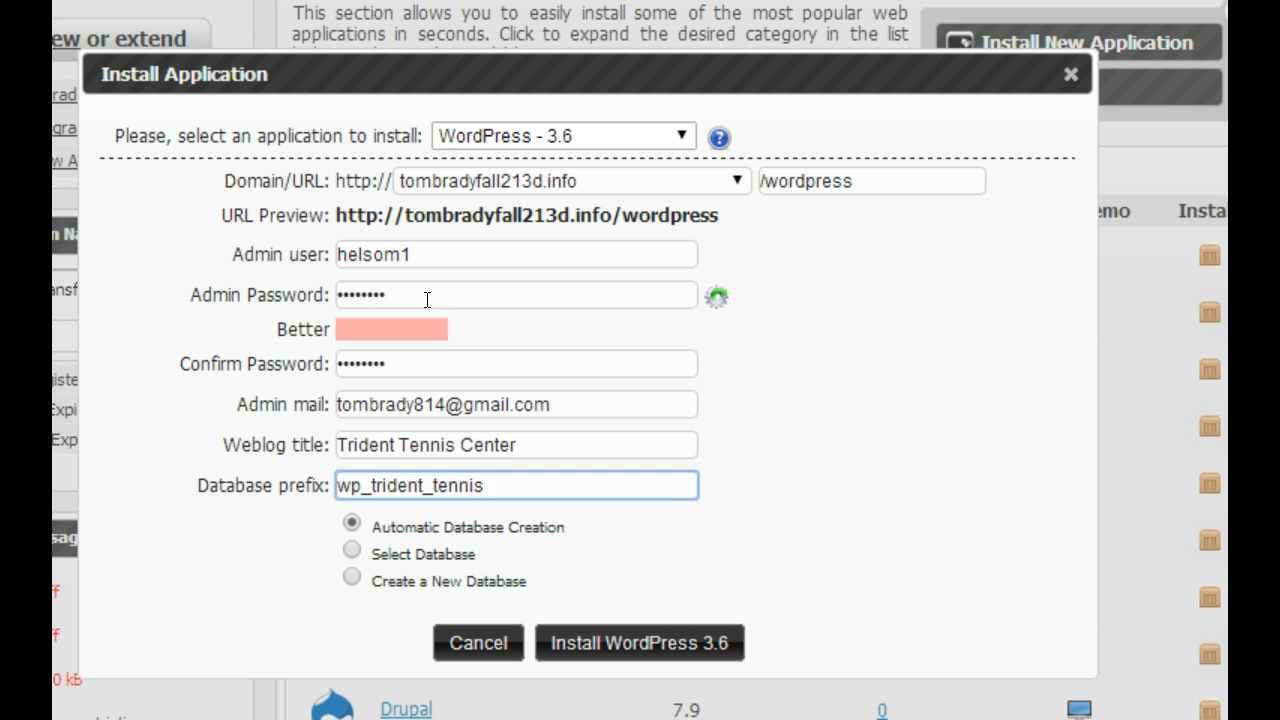 This section allows you to easily install some of the most popular web
applications in seconds. Click to expand the desired category in the list
ew or extend
Install New Application
Install Application
Please, select an application to install: WordPress - 3.6
Domain/URL: http:// tombradyfall213d.info /wordpress
URL Preview: http://tombradyfall213d.info/wordpress
emo Insta
Admin user: helsom1
Admin Password: ••••••••
Better
Confirm Password: ••••••••
Admin mail: tombrady814@gmail.com
Weblog title: Trident Tennis Center
Database prefix: wp_trident_tennis
Automatic Database Creation
Select Database
Create a New Database
Cancel Install WordPress 3.6
0 kB
Drupal 7.9 0